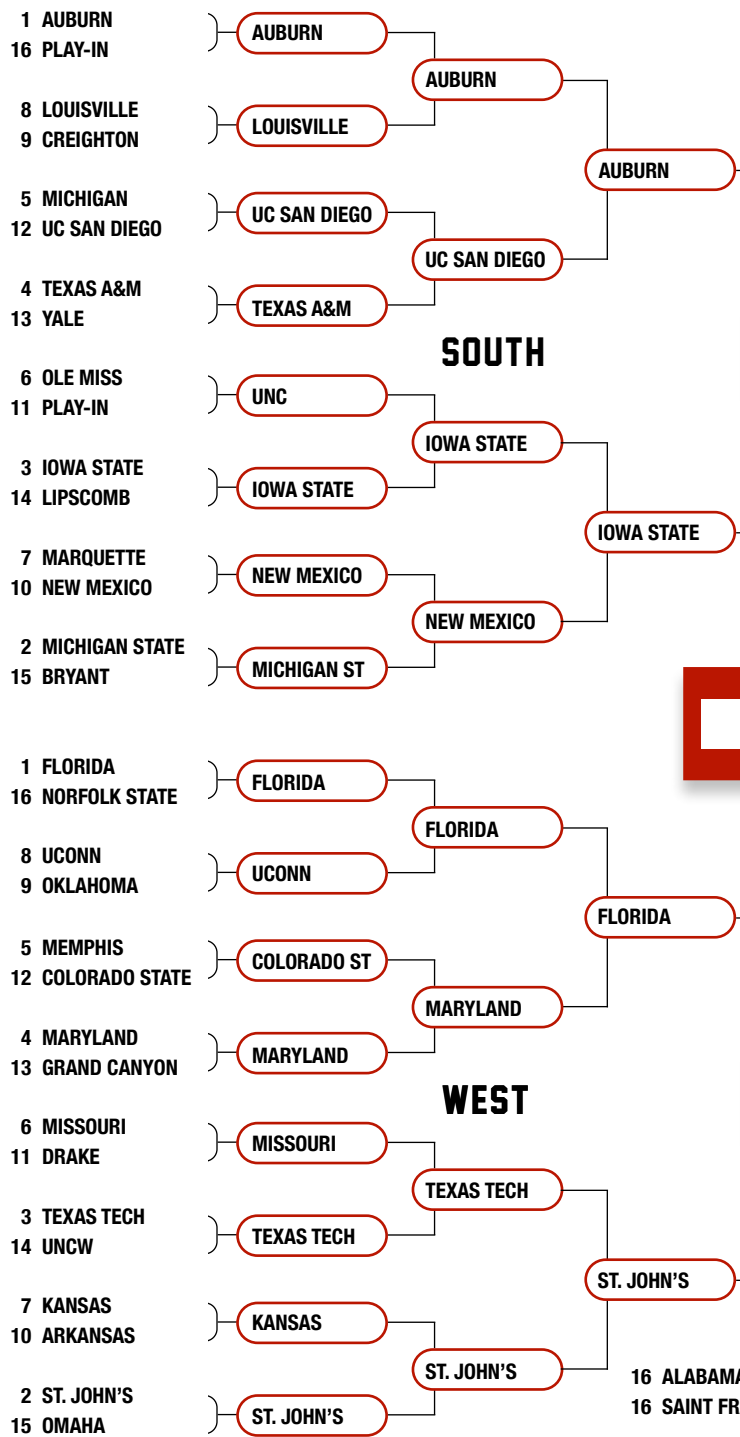 1 AUBURN
16 PLAY-IN
8 LOUISVILLE
9 CREIGHTON
5 MICHIGAN
12 UC SAN DIEGO
4 TEXAS A&M
13 YALE
6 OLE MISS
11 PLAY-IN
3 IOWA STATE
14 LIPSCOMB
7 MARQUETTE
10 NEW MEXICO
2 MICHIGAN STATE
15 BRYANT
AUBURN
LOUISVILLE
UC SAN DIEGO
TEXAS A&M
UNC
IOWA STATE
NEW MEXICO
MICHIGAN ST
AUBURN
UC SAN DIEGO
IOWA STATE
NEW MEXICO
AUBURN
IOWA STATE
SOUTH
1 FLORIDA
16 NORFOLK STATE
8 UCONN
9 OKLAHOMA
5 MEMPHIS
12 COLORADO STATE
4 MARYLAND
13 GRAND CANYON
6 MISSOURI
11 DRAKE
3 TEXAS TECH
14 UNCW
7 KANSAS
10 ARKANSAS
2 ST. JOHN'S
15 OMAHA
FLORIDA
UCONN
COLORADO ST
MARYLAND
MISSOURI
TEXAS TECH
KANSAS
ST. JOHN'S
FLORIDA
MARYLAND
TEXAS TECH
ST. JOHN'S
FLORIDA
ST. JOHN'S
WEST
16 ALABAMA
16 SAINT FR